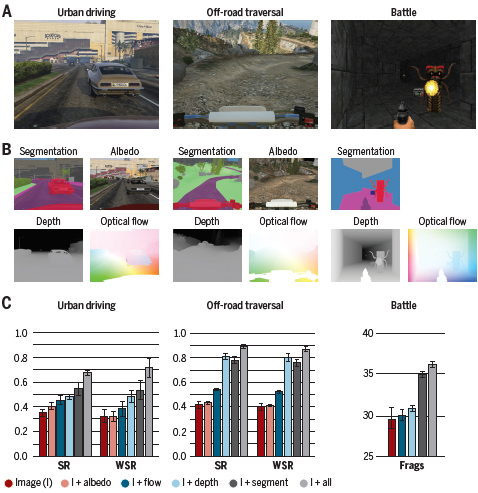 A
Urban driving
Off-road traversal
Battle
B
Segmentation
Albedo
Segmentation
Albedo
Segmentation
Depth
Optical flow
Depth
Optical flow
Depth
Optical flow
C
Urban driving
Off-road traversal
Battle
1.0
0.8
0.6
0.4
0.2
0.0
SR
WSR
1.0
0.8
0.6
0.4
0.2
0.0
SR
WSR
40
35
30
25
Frags
Image (I) I + albedo I + flow I + depth I + segment I + all